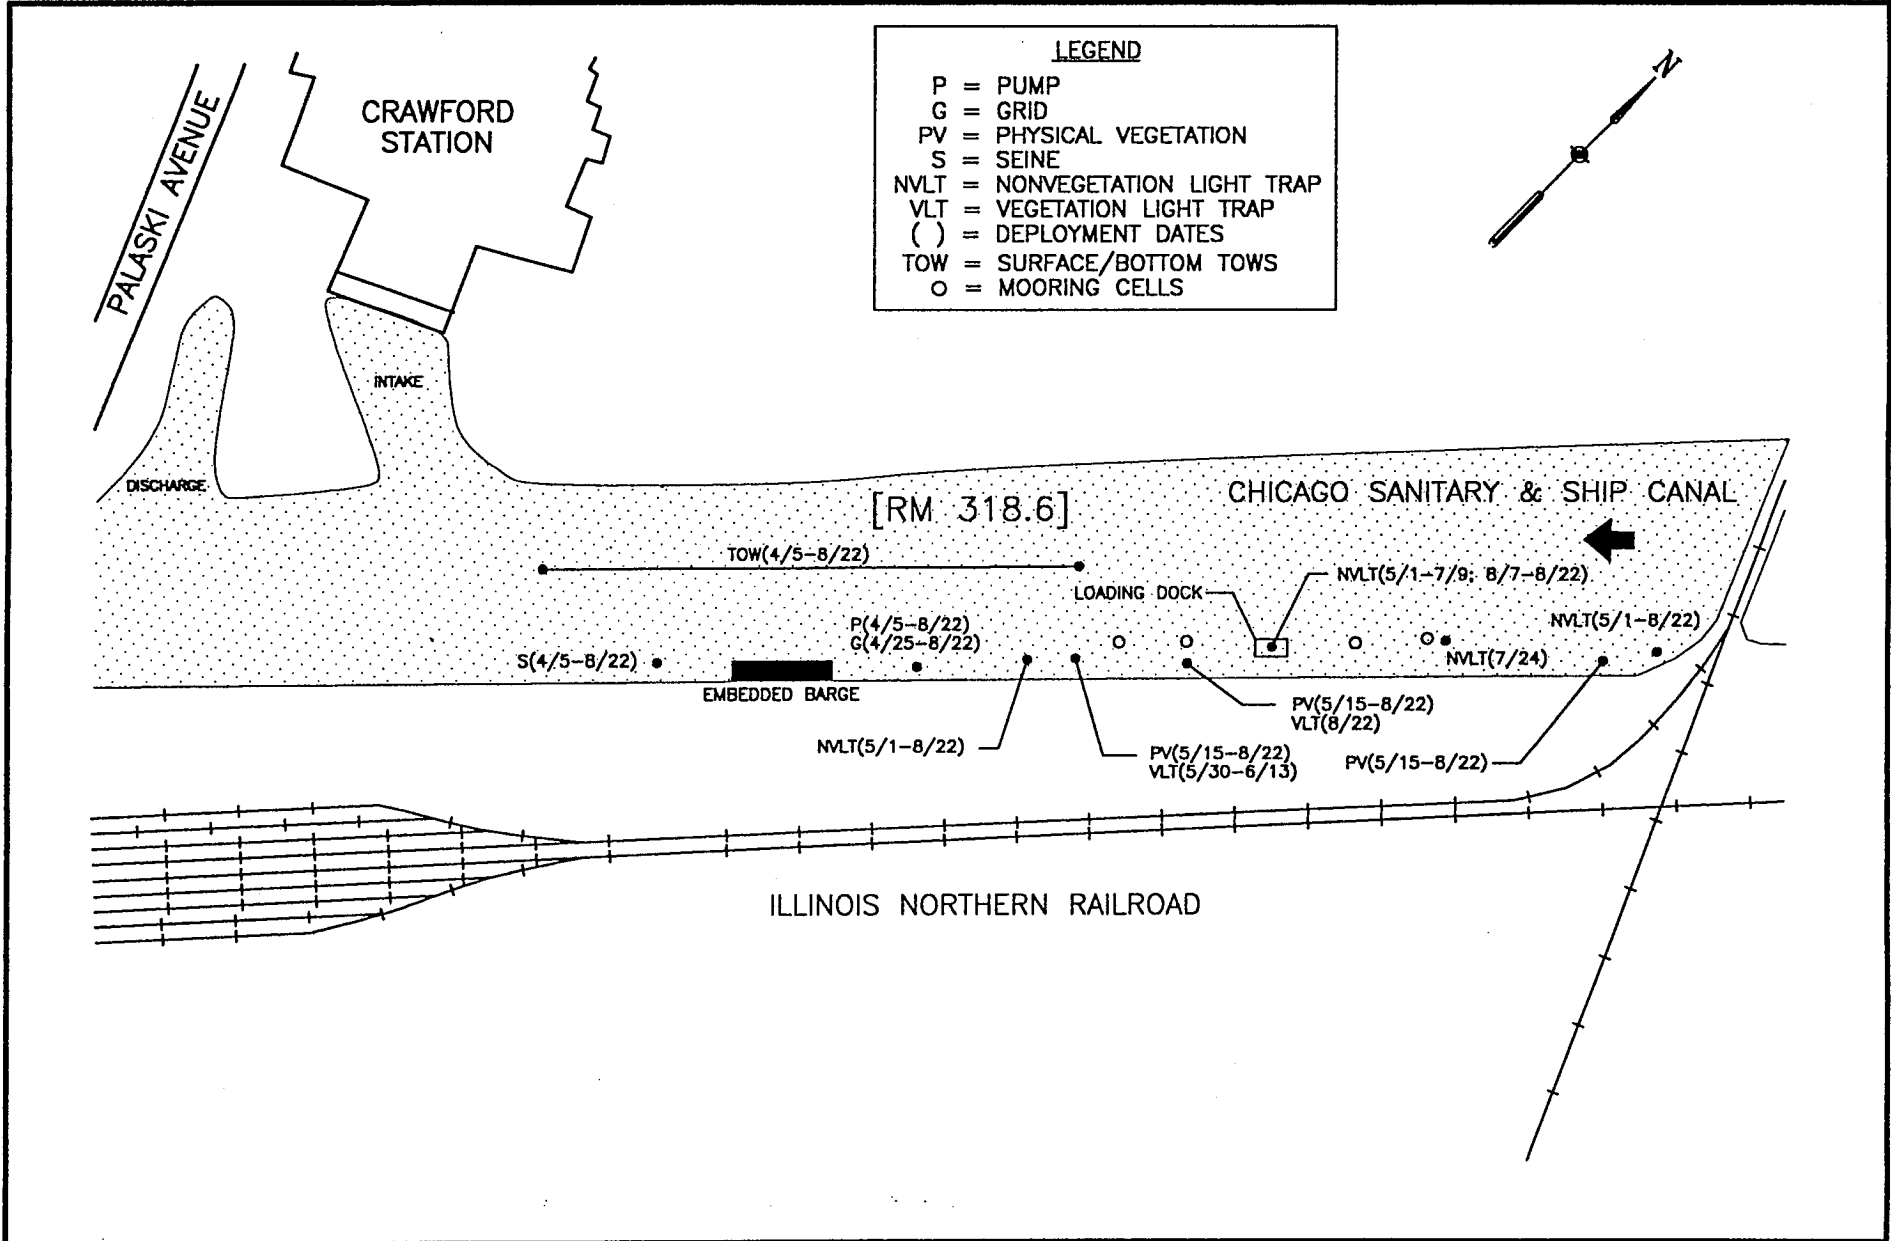 LEGEND
P = PUMP
G = GRID
PV = PHYSICAL VEGETATION
S = SEINE
NVLT = NONVEGETATION LIGHT TRAP
VLT = VEGETATION LIGHT TRAP
( ) = DEPLOYMENT DATES
TOW = SURFACE/BOTTOM TOWS
O = MOORING CELLS
N
PALASKI AVENUE
CRAWFORD
STATION
INTAKE
DISCHARGE
[RM 318.6]
CHICAGO SANITARY & SHIP CANAL
TOW(4/5-8/22)
NVLT(5/1-7/9; 8/7-8/22)
LOADING DOCK
NVLT(5/1-8/22)
P(4/5-8/22)
G(4/25-8/22)
S(4/5-8/22)
NVLT(7/24)
EMBEDDED BARGE
PV(5/15-8/22)
VLT(8/22)
NVLT(5/1-8/22)
PV(5/15-8/22)
VLT(5/30-6/13)
PV(5/15-8/22)
ILLINOIS NORTHERN RAILROAD